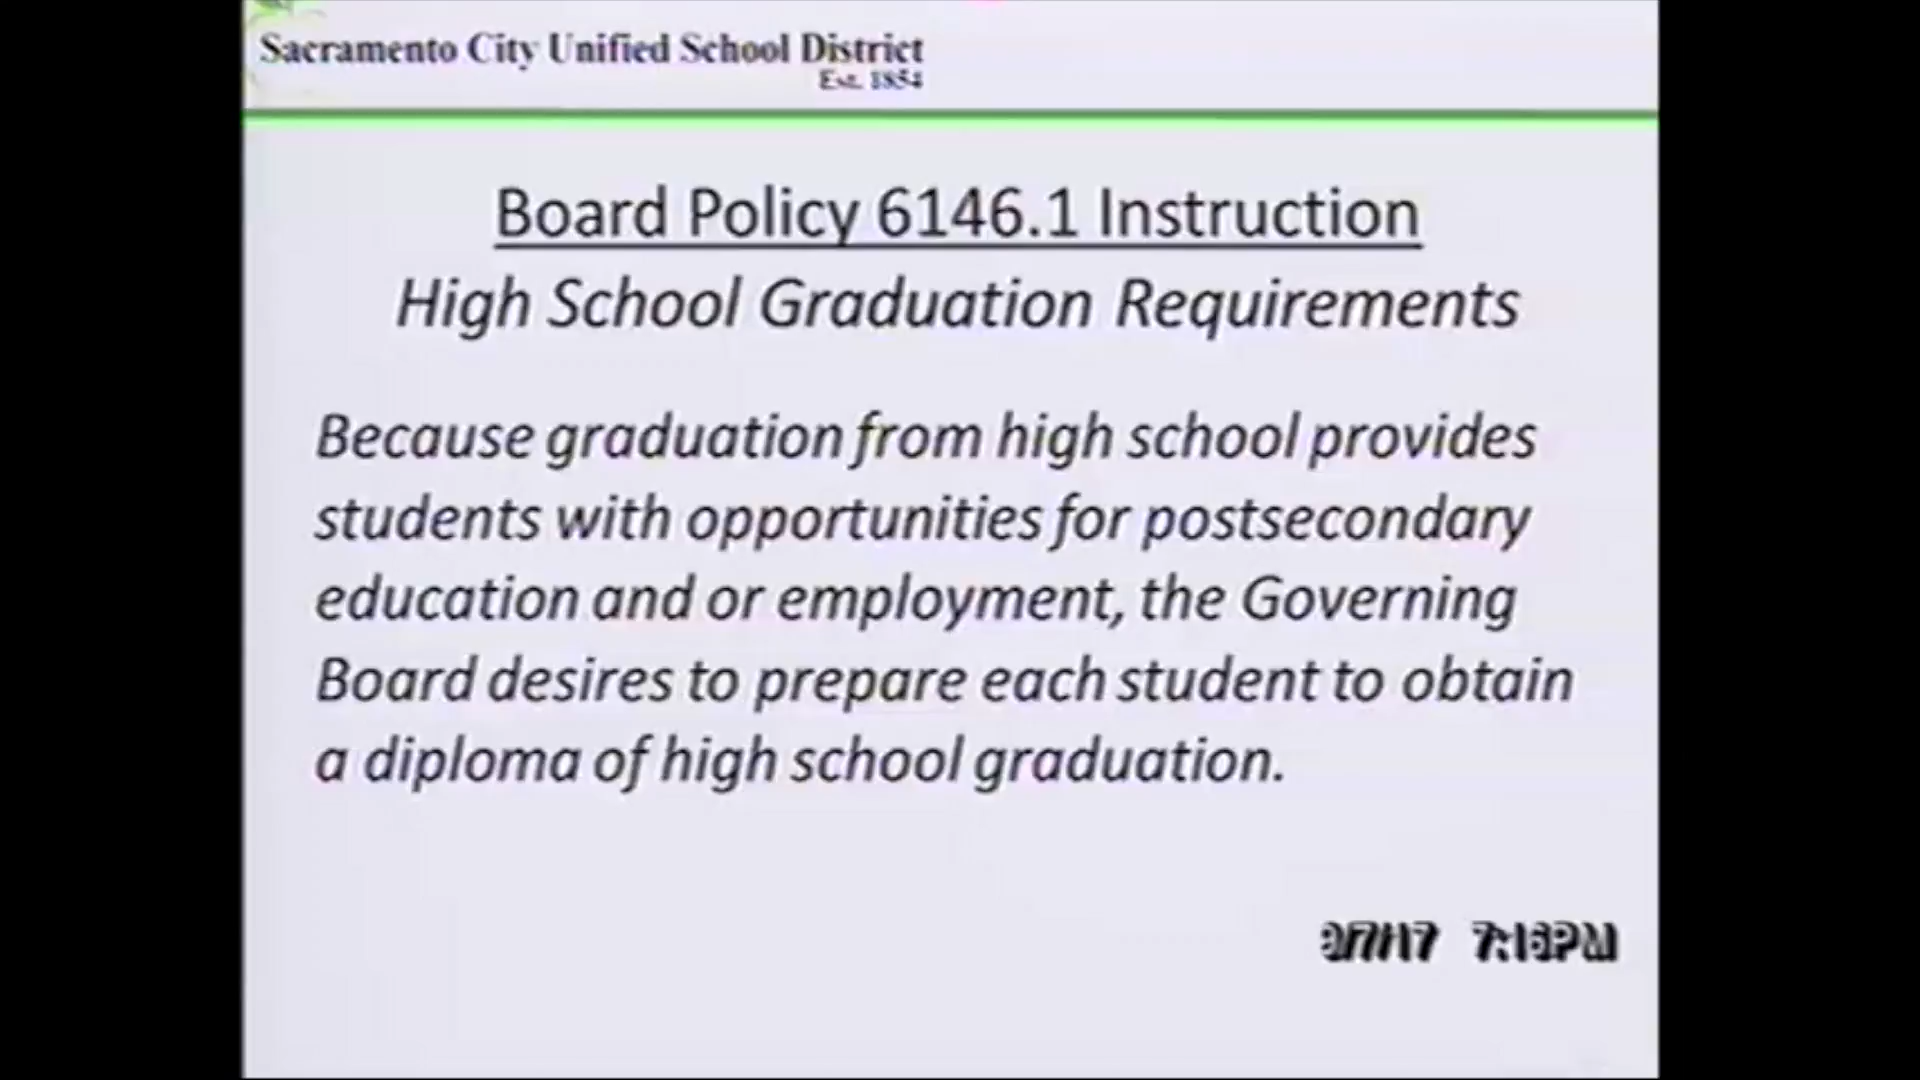 Sacramento City Unified School District
Est. 1854
Board Policy 6146.1 Instruction
High School Graduation Requirements
Because graduation from high school provides
students with opportunities for postsecondary
education and or employment, the Governing
Board desires to prepare each student to obtain
a diploma of high school graduation.